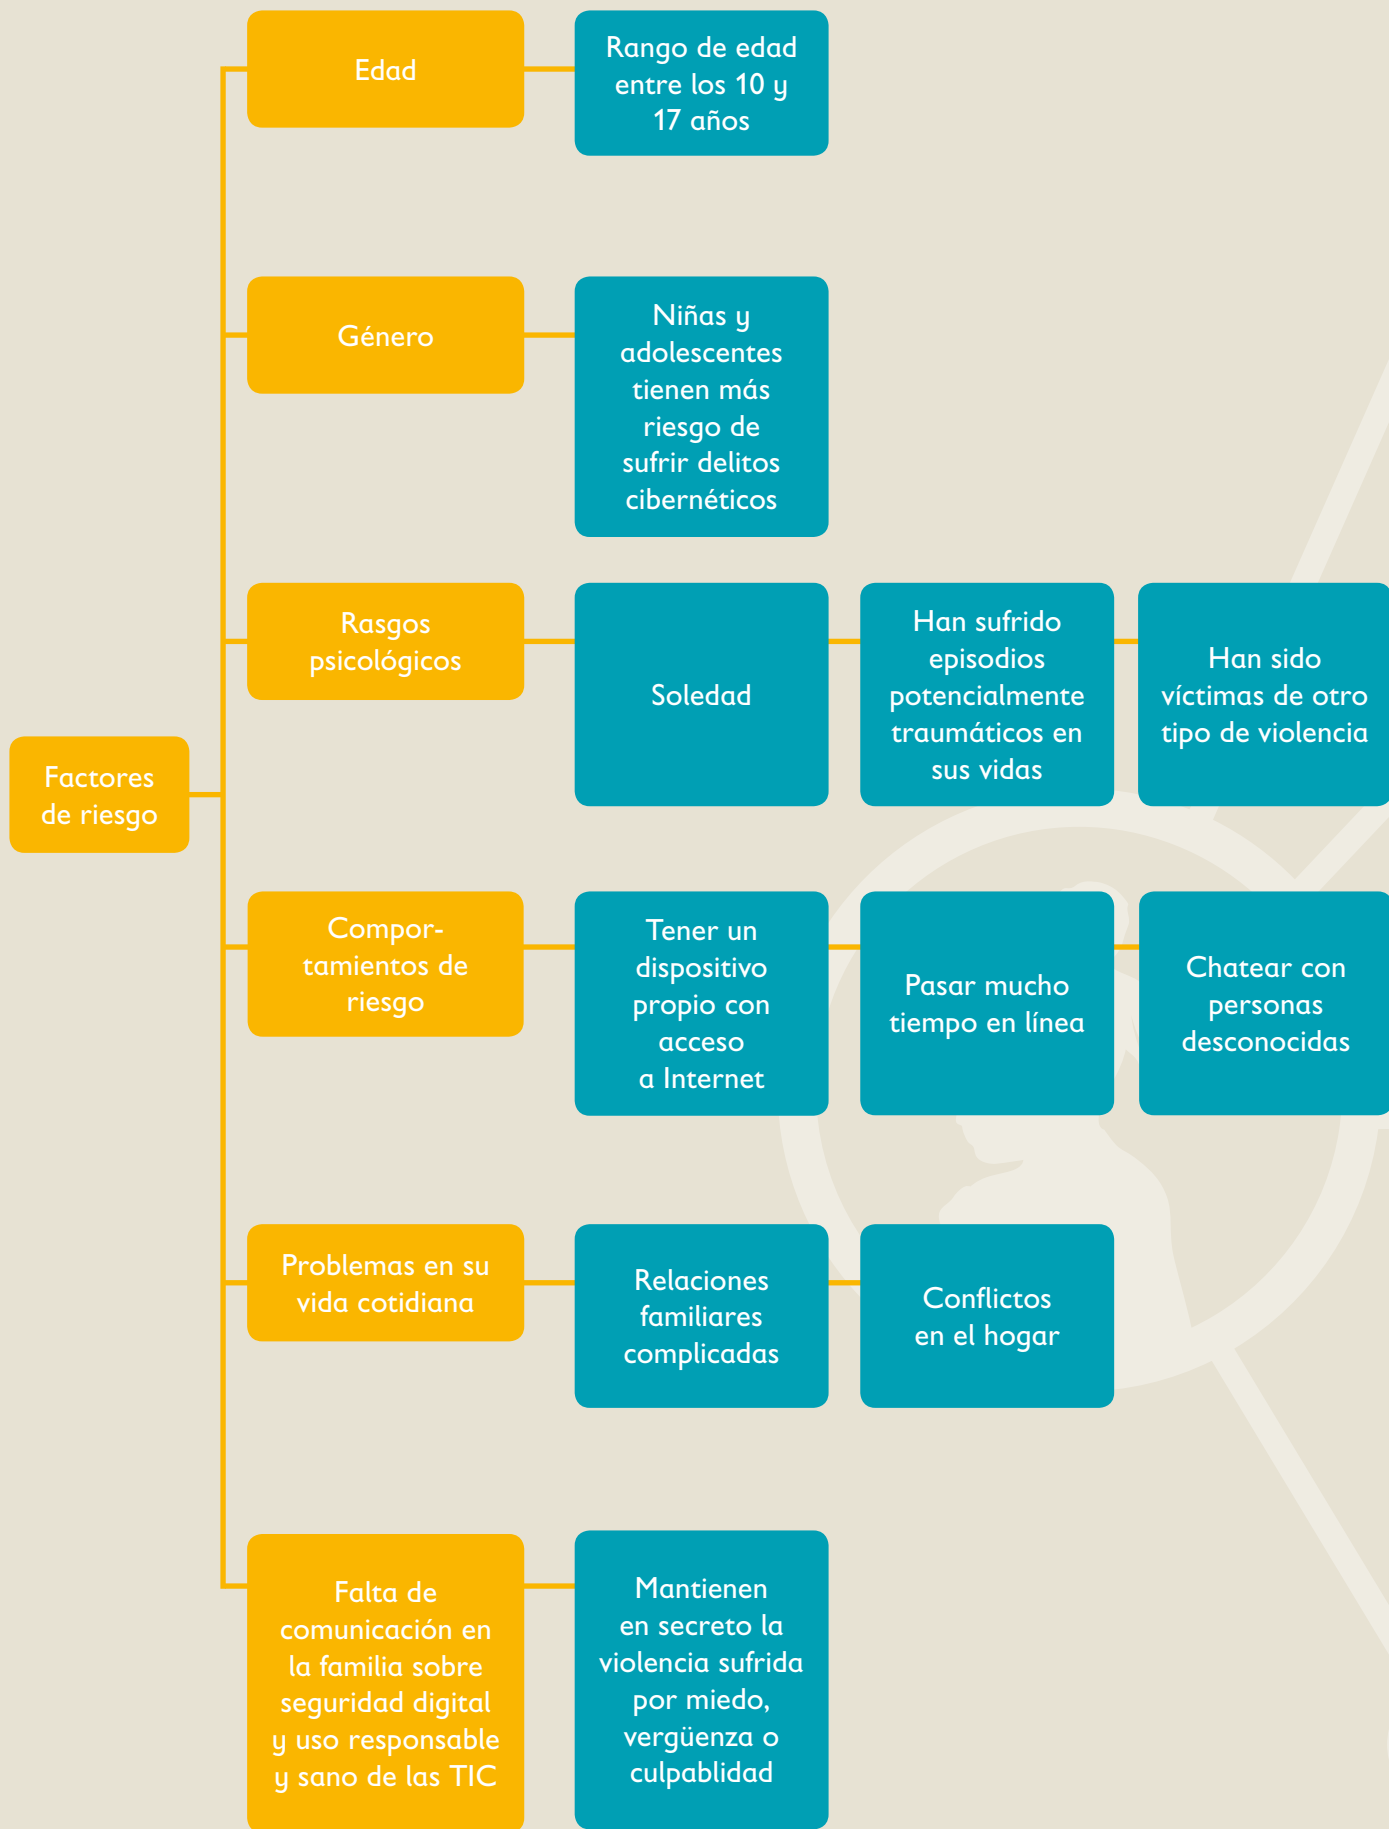 Edad
Rango de edad
entre los 10 y
17 años
Género
Niñas y
adolescentes
tienen más
riesgo de
sufrir delitos
cibernéticos
Factores
de riesgo
Rasgos
psicológicos
Soledad
Han sufrido
episodios
potencialmente
traumáticos en
sus vidas
Han sido
víctimas de otro
tipo de violencia
Compor-
tamientos de
riesgo
Tener un
dispositivo
propio con
acceso
a Internet
Pasar mucho
tiempo en línea
Chatear con
personas
desconocidas
Problemas en su
vida cotidiana
Relaciones
familiares
complicadas
Conflictos
en el hogar
Falta de
comunicación en
la familia sobre
seguridad digital
y uso responsable
y sano de las TIC
Mantienen
en secreto la
violencia sufrida
por miedo,
vergüenza o
culpablidad